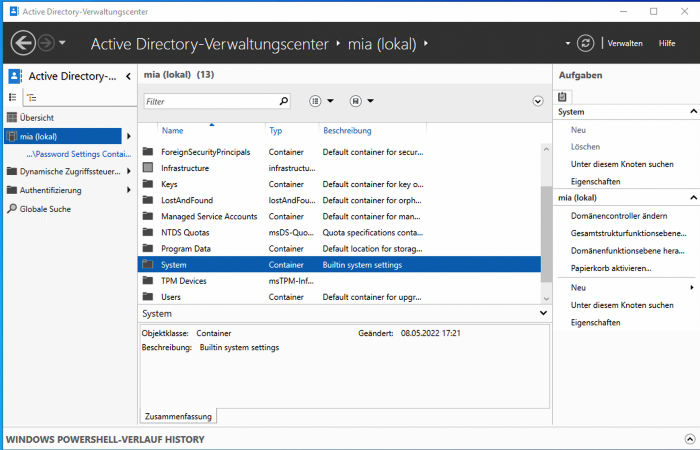 Active Directory-Verwaltungscenter
Active Directory-Verwaltungscenter • mia (lokal) •
Verwalten Hilfe
Active Directory-...
Übersicht
mia (lokal)
...\Password Settings Contai...
Dynamische Zugriffssteuer...
Authentifizierung
Globale Suche
mia (lokal) (13)
Filter
Name Typ Beschreibung
ForeignSecurityPrincipals Container Default container for secur...
Infrastructure infrastructu...
Keys Container Default container for key o...
LostAndFound lostAndFou... Default container for orph...
Managed Service Accounts Container Default container for man...
NTDS Quotas msDS-Quo... Quota specifications conta...
Program Data Container Default location for storag...
System Container Builtin system settings
TPM Devices msTPM-Inf...
Users Container Default container for upgr...
System
Objektklasse: Container Geändert: 08.05.2022 17:21
Beschreibung: Builtin system settings
Zusammenfassung
Aufgaben
System
Neu
Löschen
Unter diesem Knoten suchen
Eigenschaften
mia (lokal)
Domänencontroller ändern
Gesamtstrukturfunktionsebene...
Domänenfunktionsebene hera...
Papierkorb aktivieren...
Neu
Unter diesem Knoten suchen
Eigenschaften
WINDOWS POWERSHELL-VERLAUF HISTORY